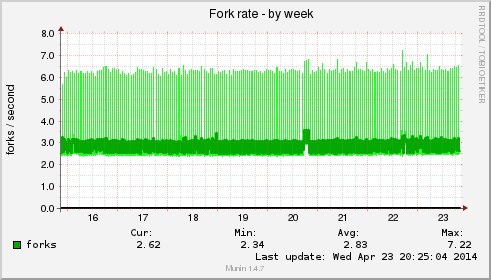 Fork rate - by week
RRDTOOL / TOBI OETIKER
forks / second
8.0
7.0
6.0
5.0
4.0
3.0
2.0
1.0
0.0
16 17 18 19 20 21 22 23
Cur: Min: Avg: Max:
forks 2.62 2.34 2.83 7.22
Last update: Wed Apr 23 20:25:04 2014
Munin 1.4.7